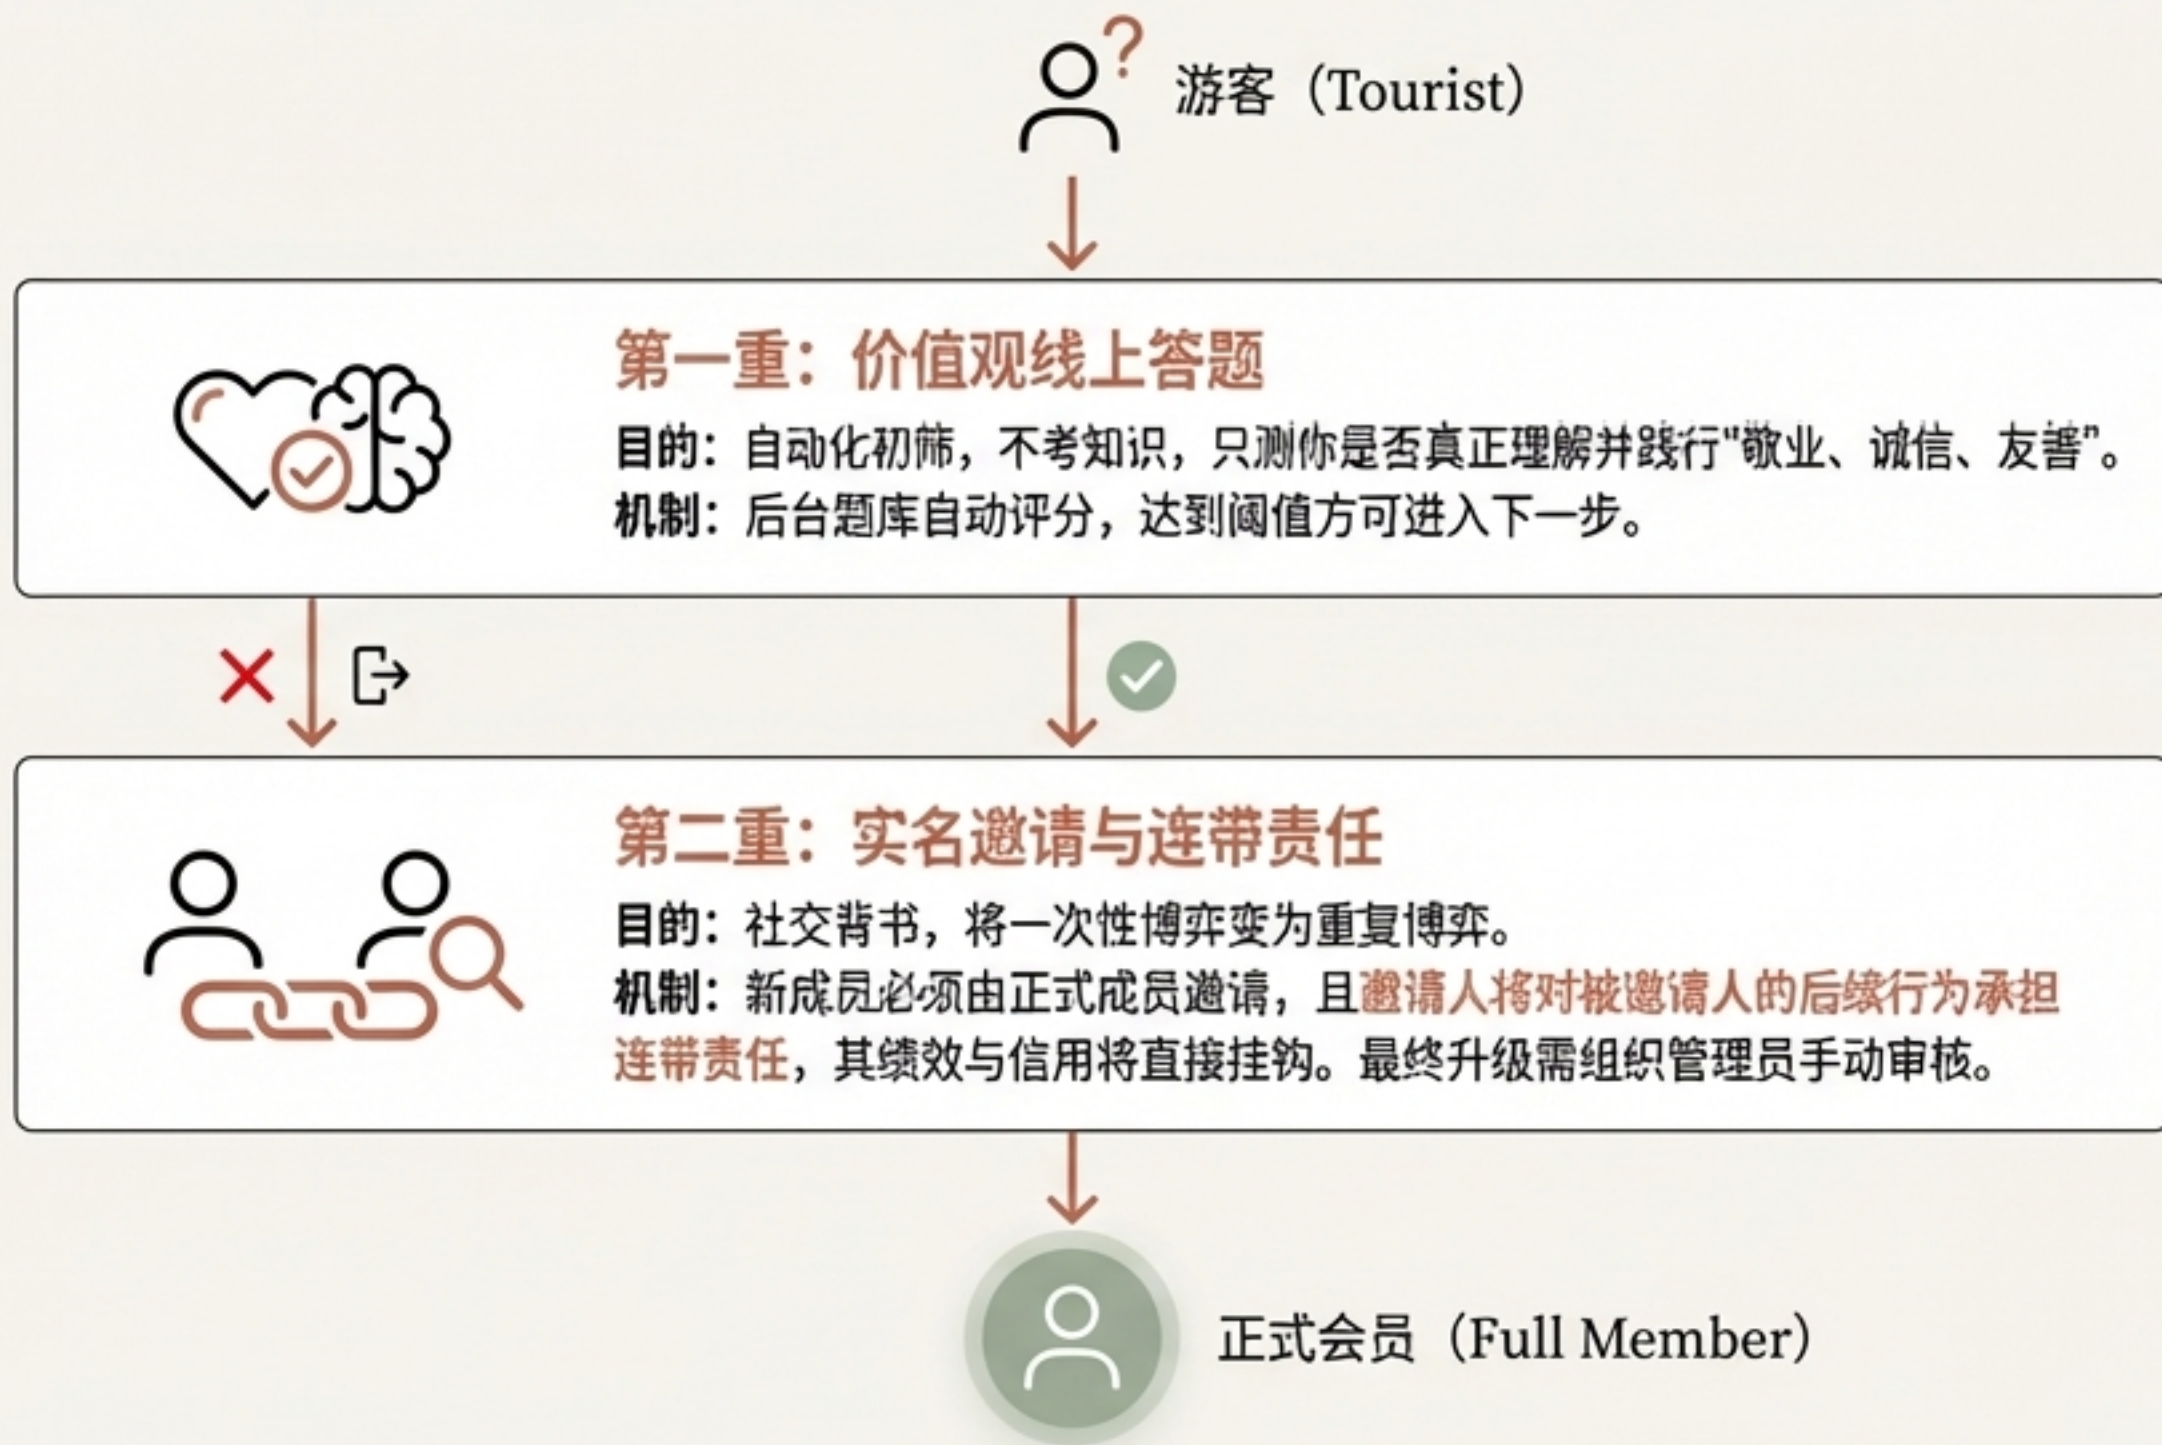 游客（Tourist）
第一重：价值观线上答题
目的：自动化初筛，不考知识，只测你是否真正理解并践行“敬业、诚信、友善”。
机制：后台题库自动评分，达到阈值方可进入下一步。
第二重：实名邀请与连带责任
目的：社交背书，将一次性博弈变为重复博弈。
机制：新成员必须由正式成员邀请，且邀请人将对被邀请人的后续行为承担
连带责任，其绩效与信用将直接挂钩。最终升级需组织管理员手动审核。
正式会员（Full Member）